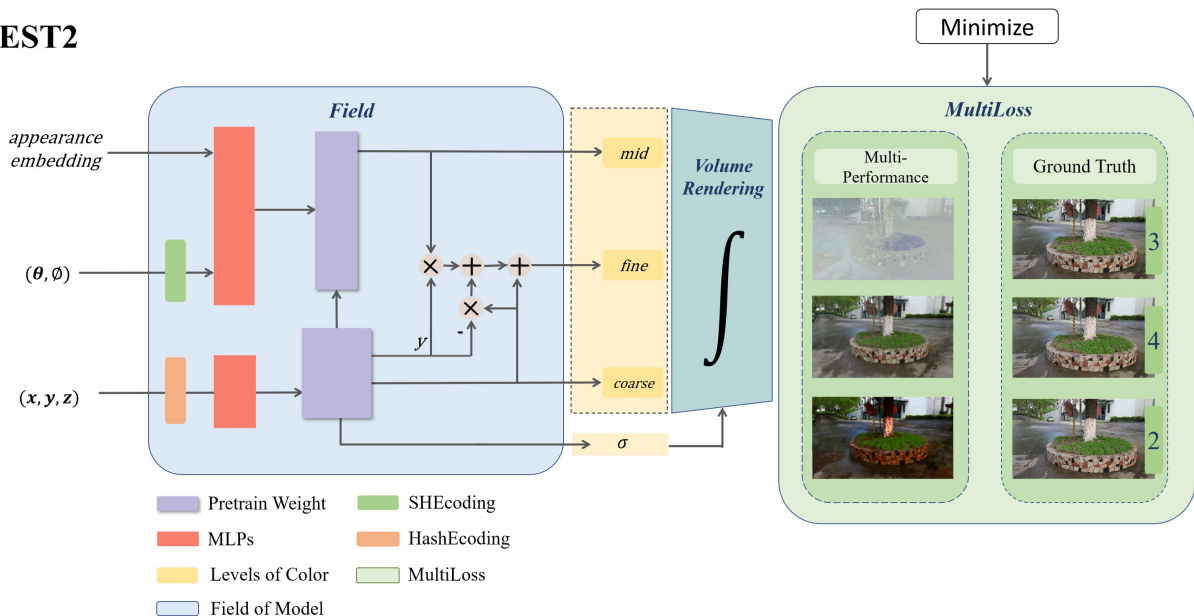 EST2
Minimize
Field
MultiLoss
appearance
embedding
mid
Volume
Rendering
Multi-
Performance
Ground Truth
3
(θ,∅)
×
+
+
fine
∫
×
-
y
4
(x,y,z)
coarse
2
σ
Pretrain Weight
SHEcoding
MLPs
HashEcoding
Levels of Color
MultiLoss
Field of Model